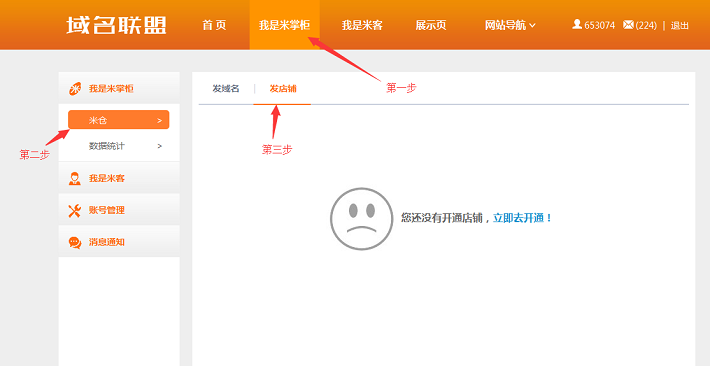 域名联盟 首 页 我是米掌柜 我是米客 展示页 网站导航 653074 (224) | 退出
第一步
我是米掌柜
发域名 | 发店铺
米仓 >
第二步
第三步
数据统计 >
我是米客
账号管理
您还没有开通店铺，立即去开通！
消息通知